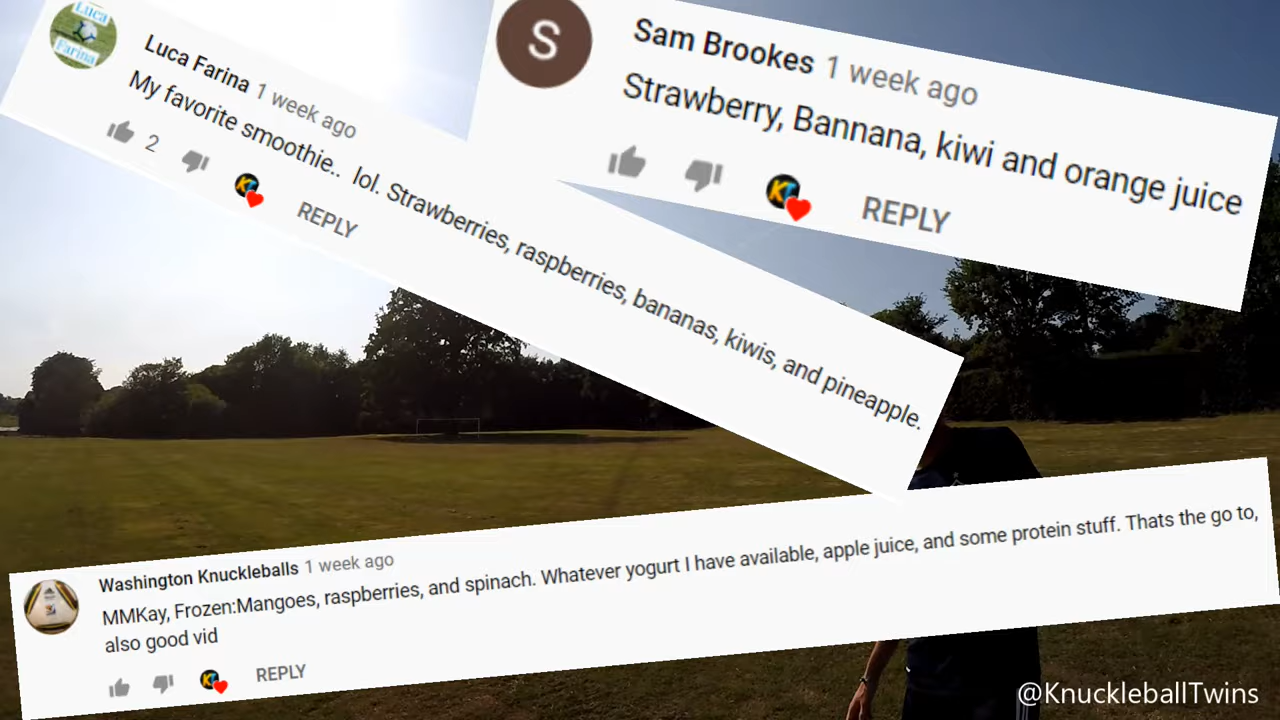 Luca
Farina
Luca Farina 1 week ago
My favorite smoothie.. lol. Strawberries, raspberries, bananas, kiwis, and pineapple.
2
REPLY
S
Sam Brookes 1 week ago
Strawberry, Bannana, kiwi and orange juice
KT
REPLY
Washington Knuckleballs 1 week ago
MMKay, Frozen:Mangoes, raspberries, and spinach. Whatever yogurt I have available, apple juice, and some protein stuff. Thats the go to,
also good vid
REPLY
@KnuckleballTwins